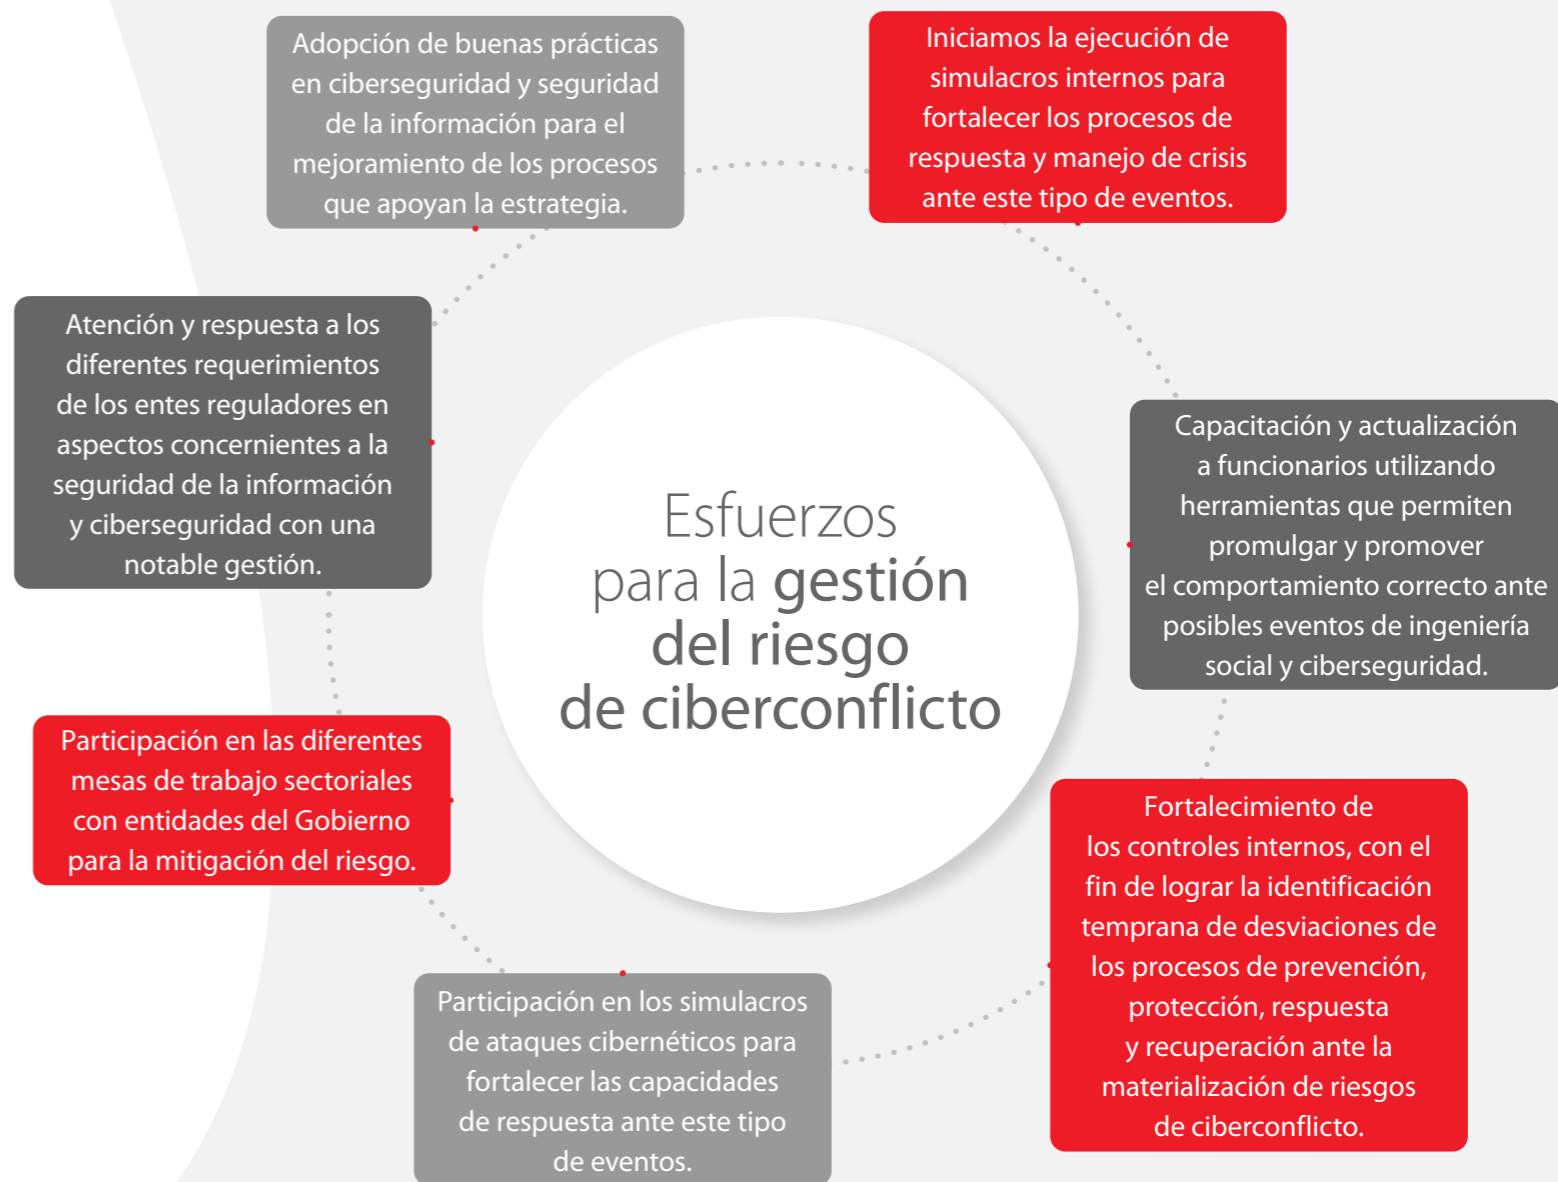 Adopción de buenas prácticas
en ciberseguridad y seguridad
de la información para el
mejoramiento de los procesos
que apoyan la estrategia.
Iniciamos la ejecución de
simulacros internos para
fortalecer los procesos de
respuesta y manejo de crisis
ante este tipo de eventos.
Atención y respuesta a los
diferentes requerimientos
de los entes reguladores en
aspectos concernientes a la
seguridad de la información
y ciberseguridad con una
notable gestión.
Esfuerzos
para la gestión
del riesgo
de ciberconflicto
Capacitación y actualización
a funcionarios utilizando
herramientas que permiten
promulgar y promover
el comportamiento correcto ante
posibles eventos de ingeniería
social y ciberseguridad.
Participación en las diferentes
mesas de trabajo sectoriales
con entidades del Gobierno
para la mitigación del riesgo.
Fortalecimiento de
los controles internos, con el
fin de lograr la identificación
temprana de desviaciones de
los procesos de prevención,
protección, respuesta
y recuperación ante la
materialización de riesgos
de ciberconflicto.
Participación en los simulacros
de ataques cibernéticos para
fortalecer las capacidades
de respuesta ante este tipo
de eventos.